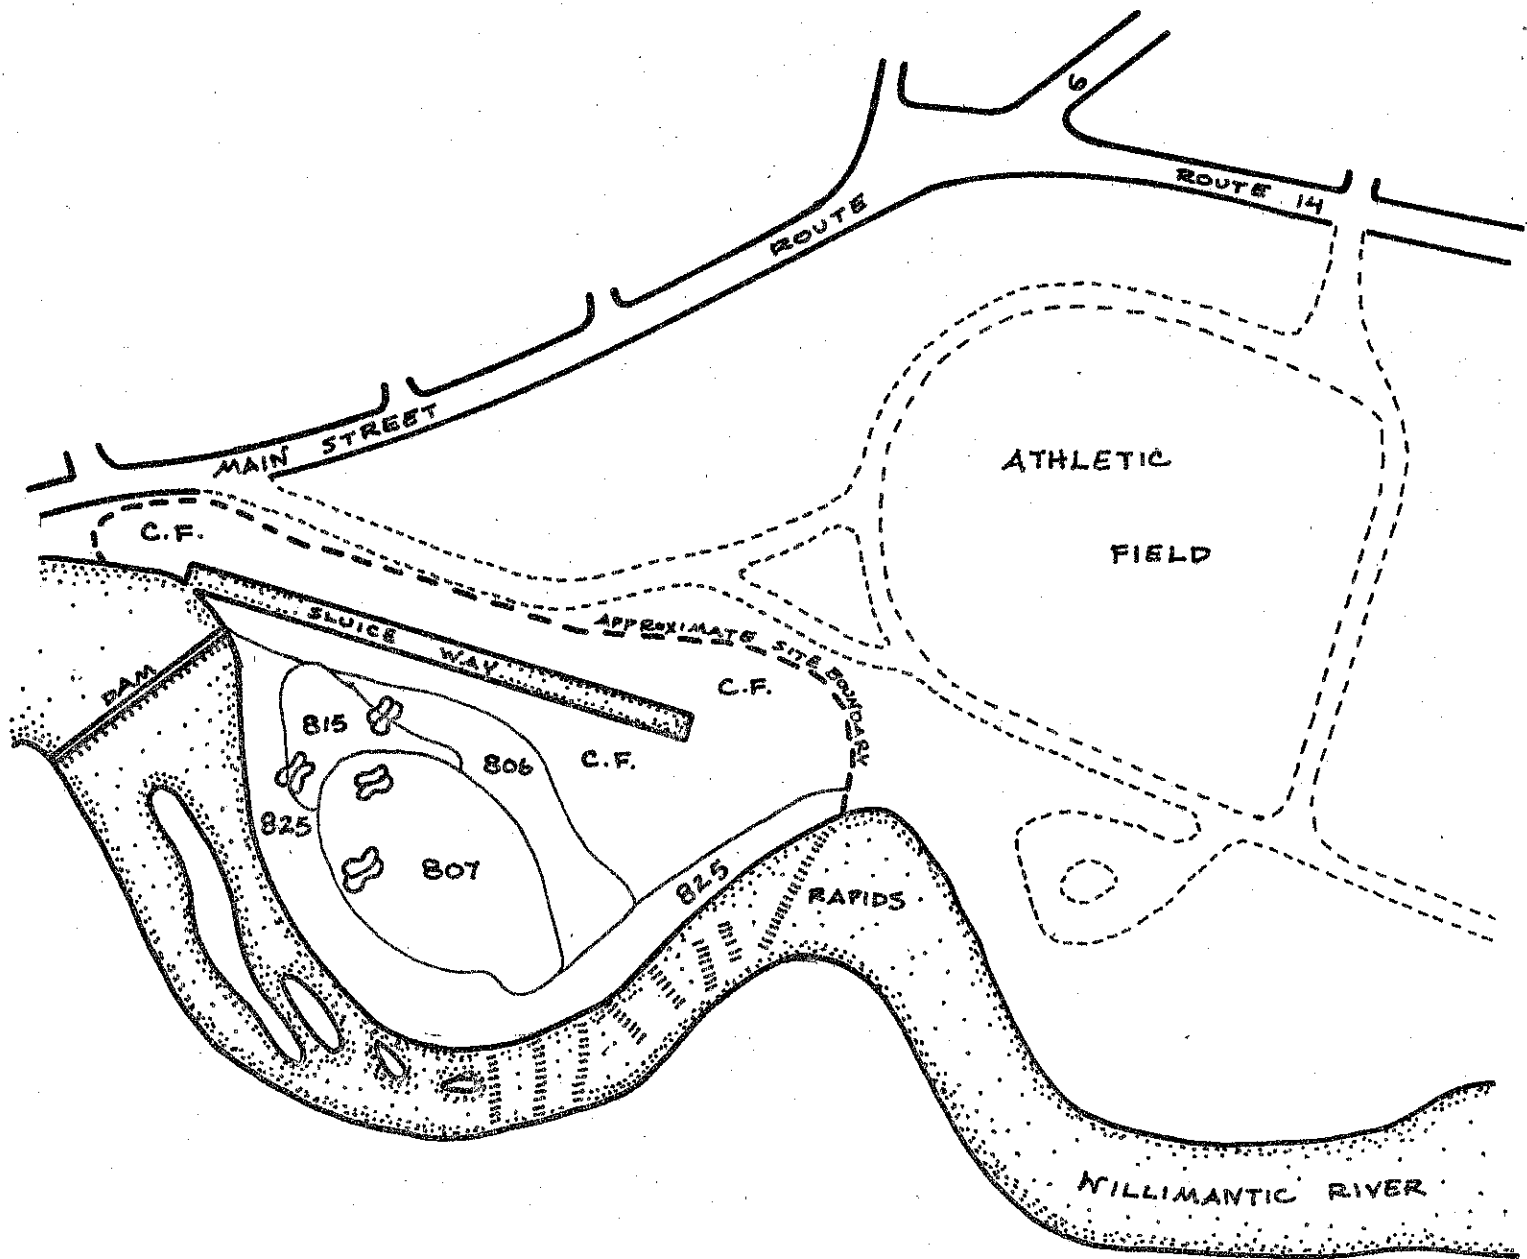 6
ROUTE 14
ROUTE
MAIN STREET
ATHLETIC
FIELD
C.F.
SLUICE WAY
APPROXIMATE SITE BOUNDARY
DAM
C.F.
815
806
C.F.
825
807
825
RAPIDS
WILLIMANTIC RIVER